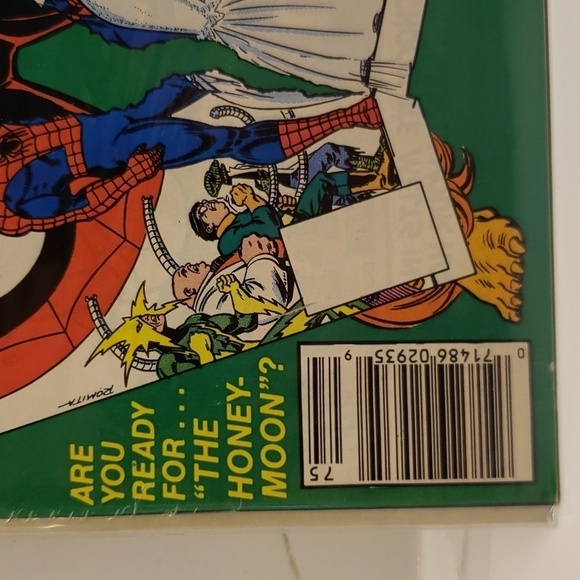 ARE
YOU
READY
FOR...
"THE
HONEY-
MOON"?
ROMITA
0 71486 02935 9
75